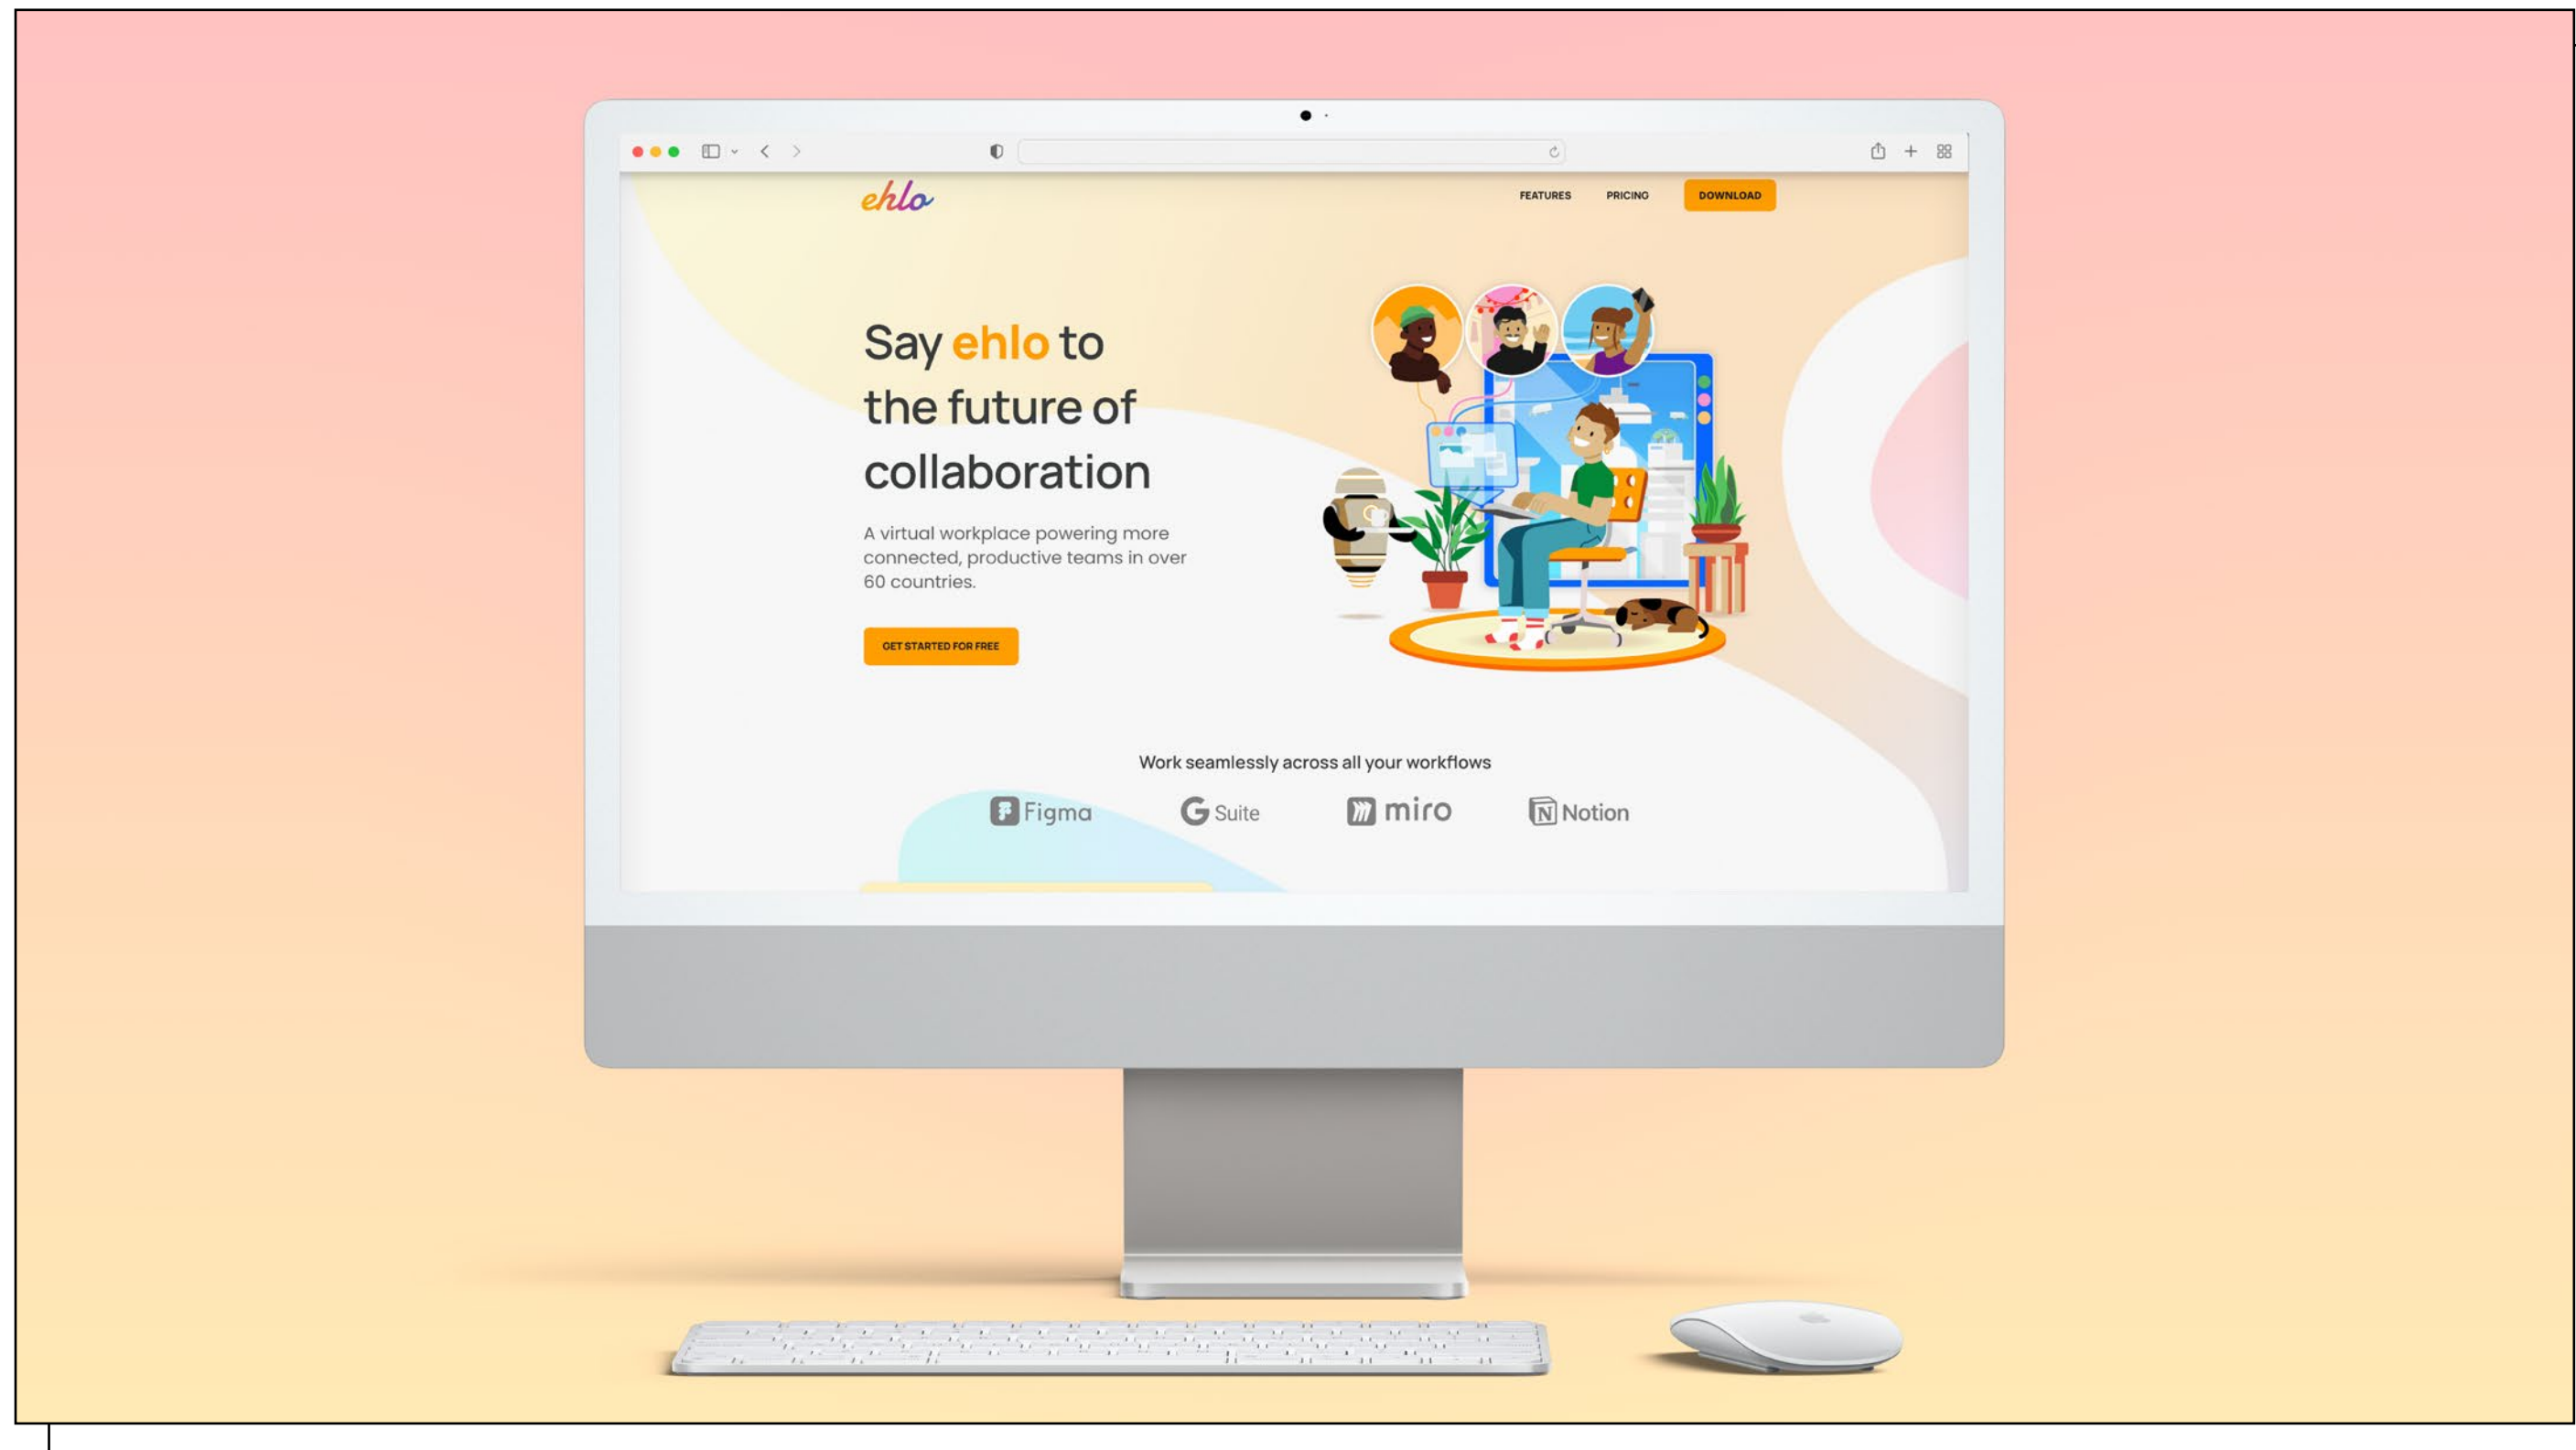 ehlo
FEATURES PRICING DOWNLOAD
Say ehlo to
the future of
collaboration
A virtual workplace powering more
connected, productive teams in over
60 countries.
GET STARTED FOR FREE
Work seamlessly across all your workflows
Figma G Suite miro Notion